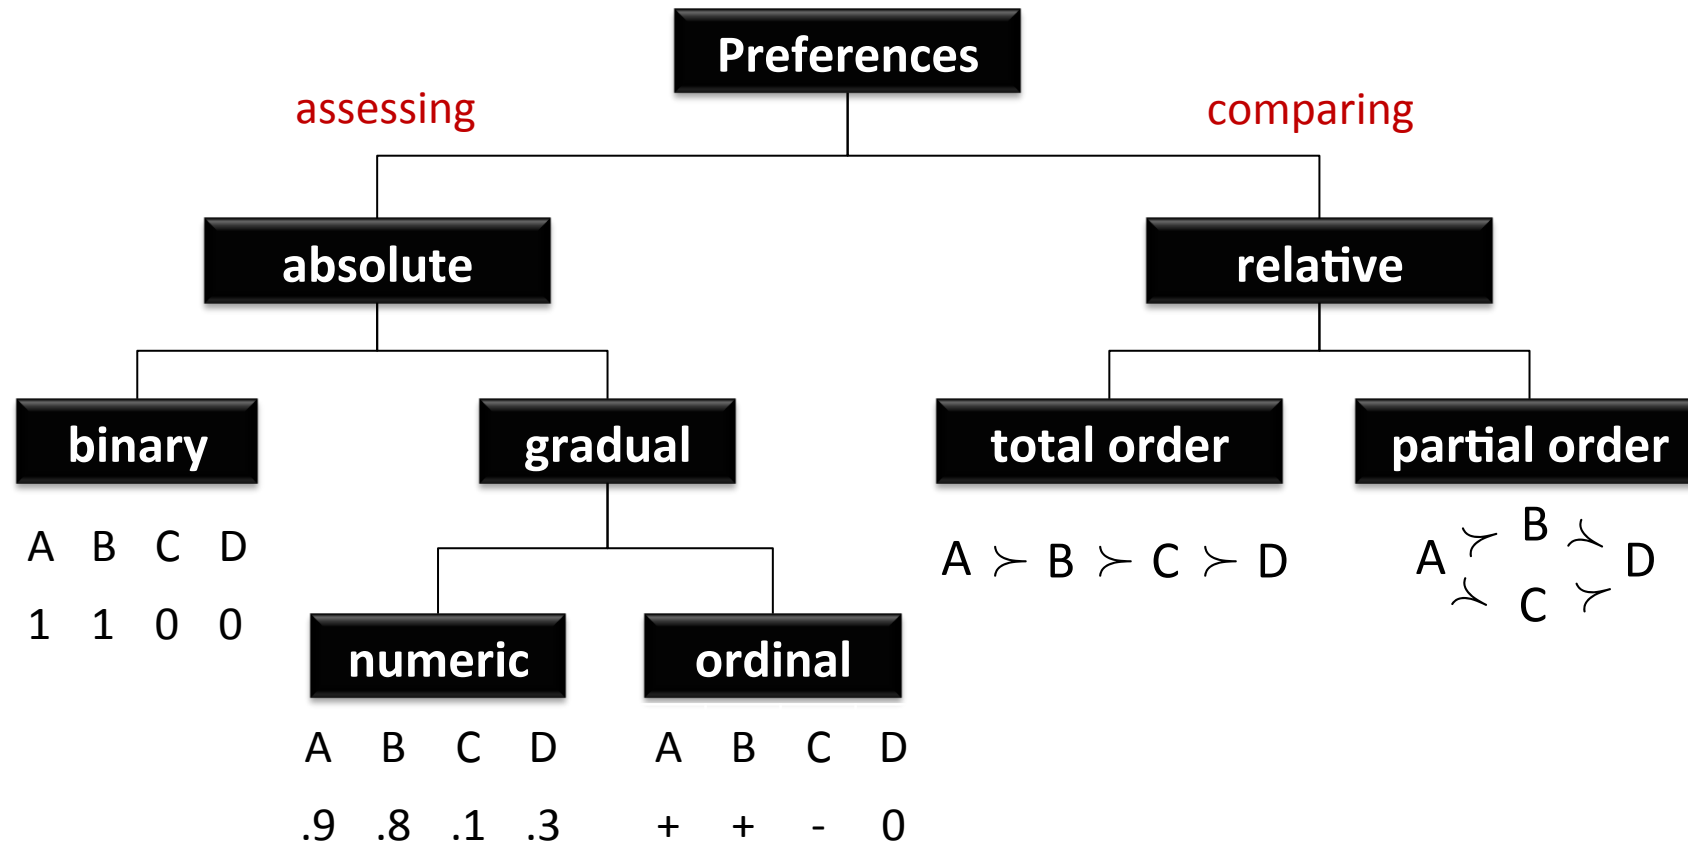 Preferences
assessing
comparing
absolute
relative
binary
gradual
total order
partial order
A B C D
1 1 0 0
A ≻ B ≻ C ≻ D
A ≻ B ≻ D
≻ C ≻
numeric
ordinal
A B C D
.9 .8 .1 .3
A B C D
+ + - 0